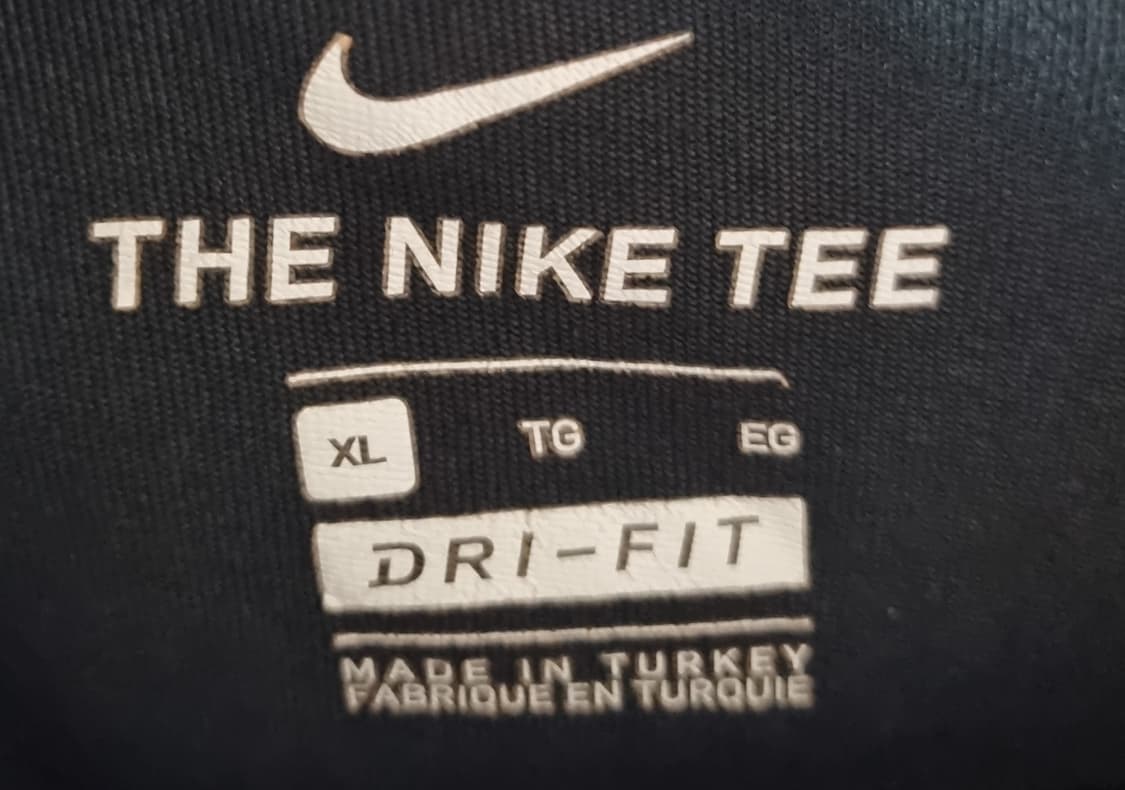 THE NIKE TEE
XL TG EG
DRI-FIT
MADE IN TURKEY
FABRIQUE EN TURQUIE